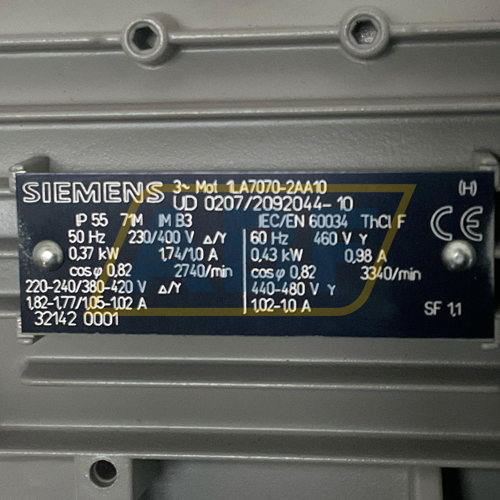 SIEMENS 3~ Mot 1LA7070-2AA10 (H)
UD 0207/2092044-10
IP 55 71M IM B3 IEC/EN 60034 ThCl F
50 Hz 230/400 V Δ/Y 60 Hz 460 V Y
0,37 kW 1,74/1,0 A 0,43 kW 0,98 A
cos φ 0,82 2740/min cos φ 0,82 3340/min
220-240/380-420 V Δ/Y 440-480 V Y
1,82-1,77/1,05-1,02 A 1,02-1,0 A
32142 0001 SF 1,1
CE